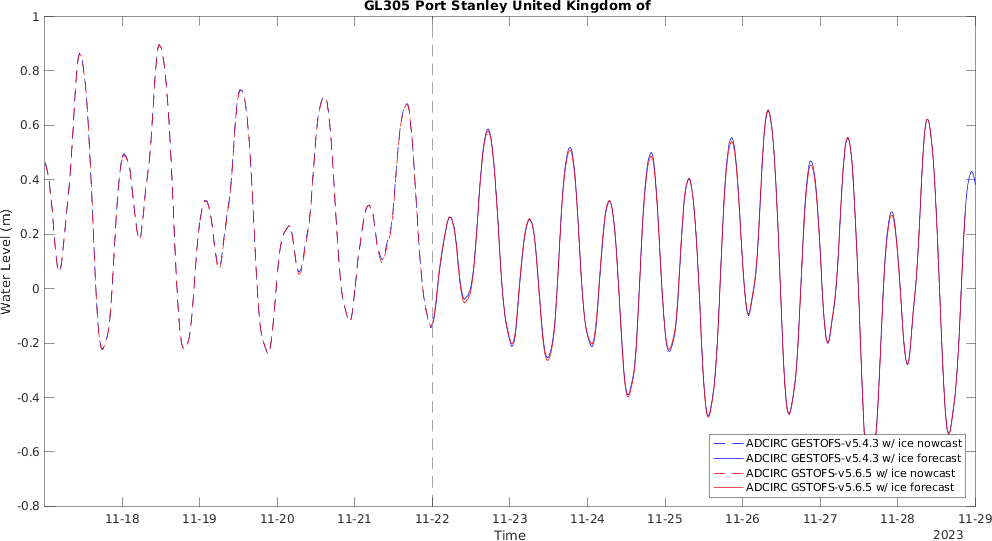 GL305 Port Stanley United Kingdom of
1
0.8
0.6
0.4
0.2
0
-0.2
-0.4
-0.6
-0.8
Water Level (m)
ADCIRC GESTOFS-v5.4.3 w/ ice nowcast
ADCIRC GESTOFS-v5.4.3 w/ ice forecast
ADCIRC GSTOFS-v5.6.5 w/ ice nowcast
ADCIRC GSTOFS-v5.6.5 w/ ice forecast
11-18 11-19 11-20 11-21 11-22 11-23 11-24 11-25 11-26 11-27 11-28 11-29
Time
2023